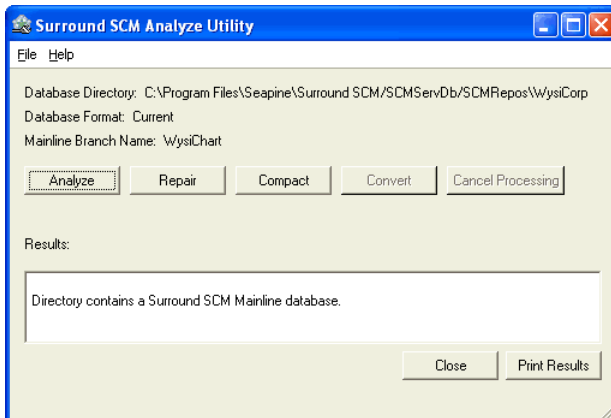 Surround SCM Analyze Utility
File Help
Database Directory: C:\Program Files\Seapine\Surround SCM/SCMServDb/SCMRepos\WysiCorp
Database Format: Current
Mainline Branch Name: WysiChart
Analyze Repair Compact Convert Cancel Processing
Results:
Directory contains a Surround SCM Mainline database.
Close Print Results